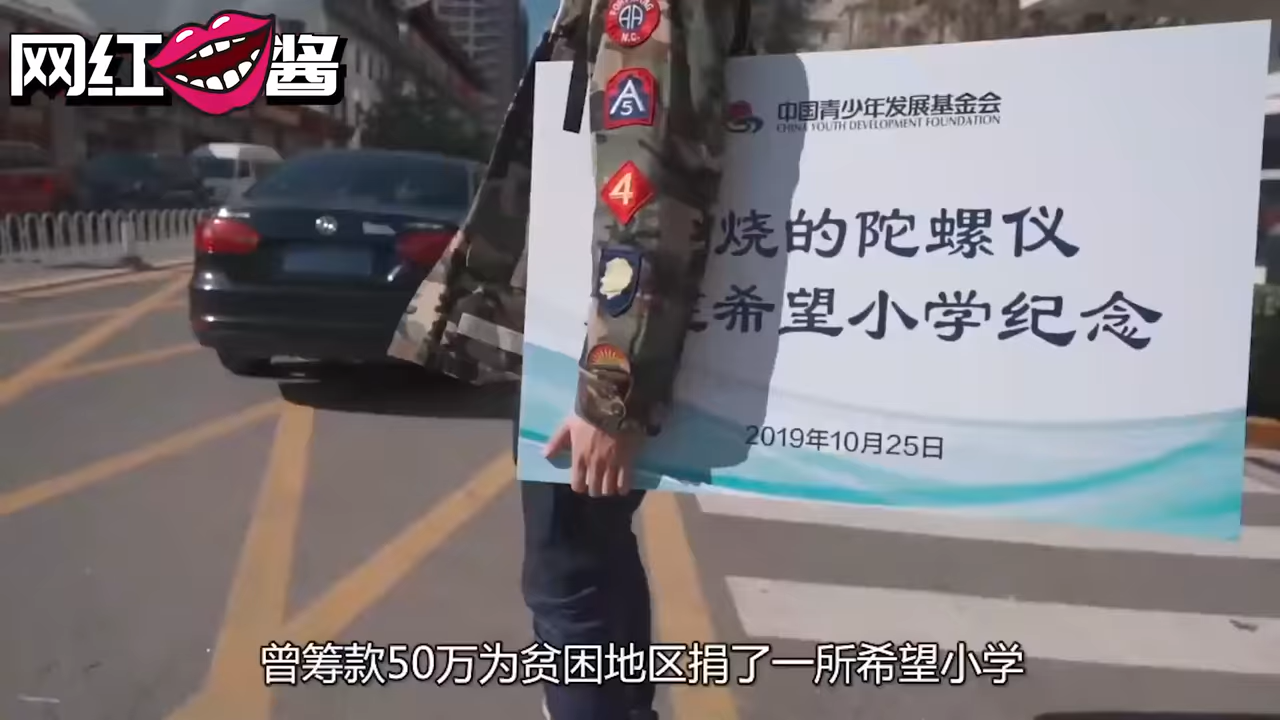 网红酱
AA
N.C.
A
5
4
中国青少年发展基金会
CHINA YOUTH DEVELOPMENT FOUNDATION
烧的陀螺仪
希望小学纪念
2019年10月25日
曾筹款50万为贫困地区捐了一所希望小学